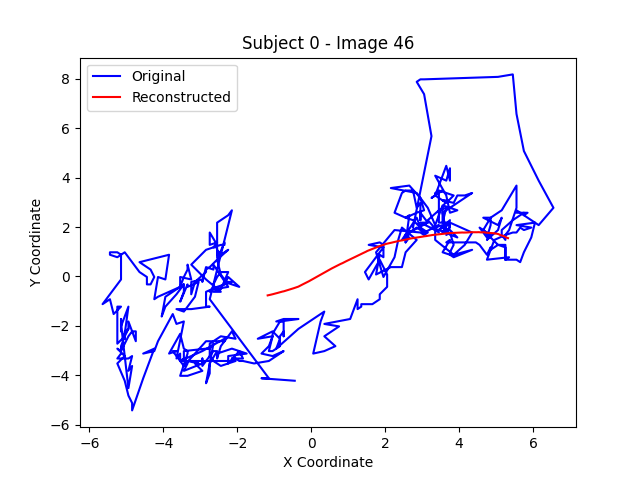 Subject 0 - Image 46
Original
Reconstructed
Y Coordinate
8
6
4
2
0
−2
−4
−6
−6 −4 −2 0 2 4 6
X Coordinate